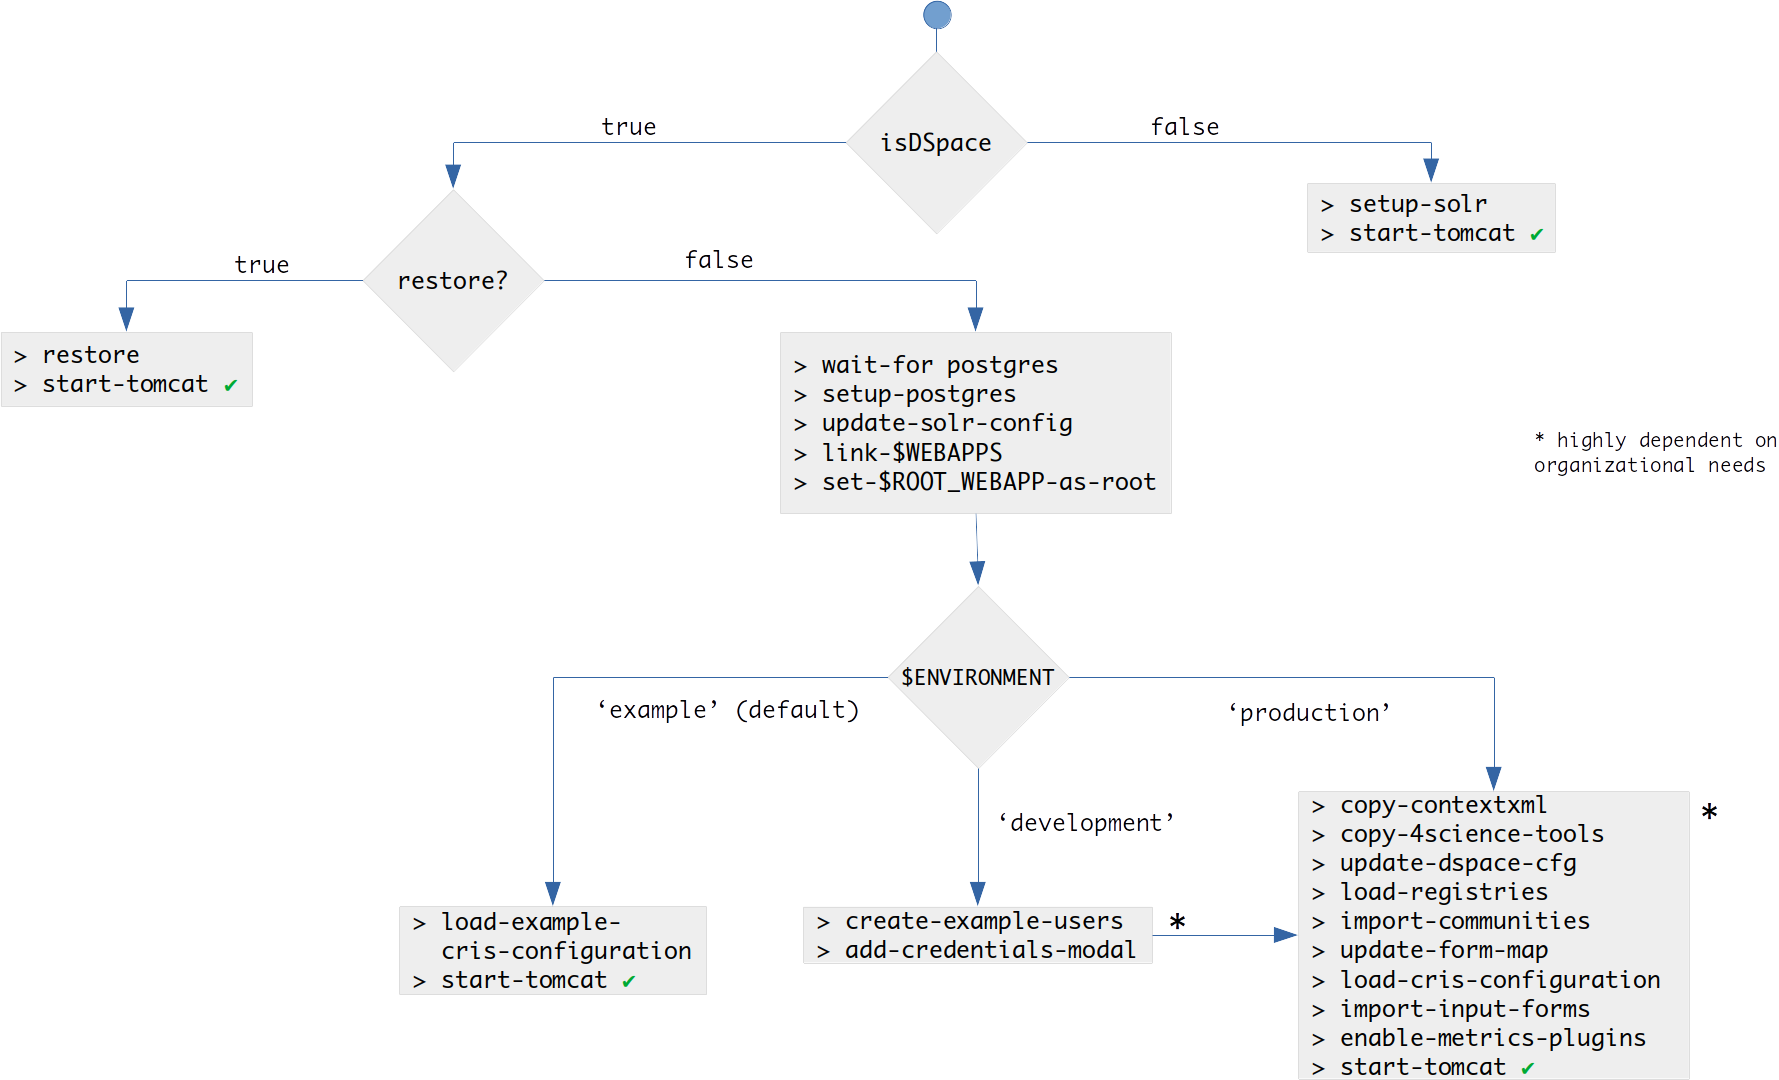 isDSpace
true
false
> setup-solr
> start-tomcat ✔
restore?
true
false
> restore
> start-tomcat ✔
> wait-for postgres
> setup-postgres
> update-solr-config
> link-$WEBAPPS
> set-$ROOT_WEBAPP-as-root
* highly dependent on
organizational needs
$ENVIRONMENT
‘example’ (default)
‘production’
‘development’
> load-example-
cris-configuration
> start-tomcat ✔
> create-example-users
> add-credentials-modal
*
> copy-contextxml
> copy-4science-tools
> update-dspace-cfg
> load-registries
> import-communities
> update-form-map
> load-cris-configuration
> import-input-forms
> enable-metrics-plugins
> start-tomcat ✔
*